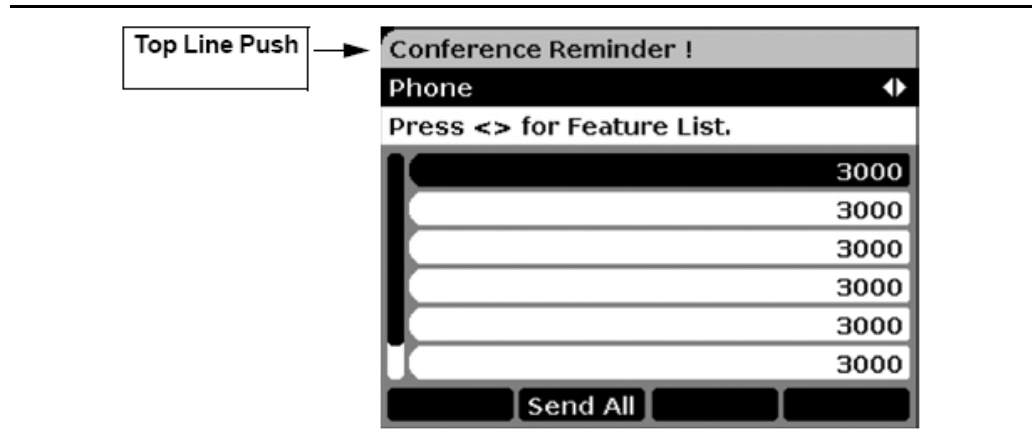 Top Line Push
Conference Reminder !
Phone
Press <> for Feature List.
3000
3000
3000
3000
3000
3000
Send All